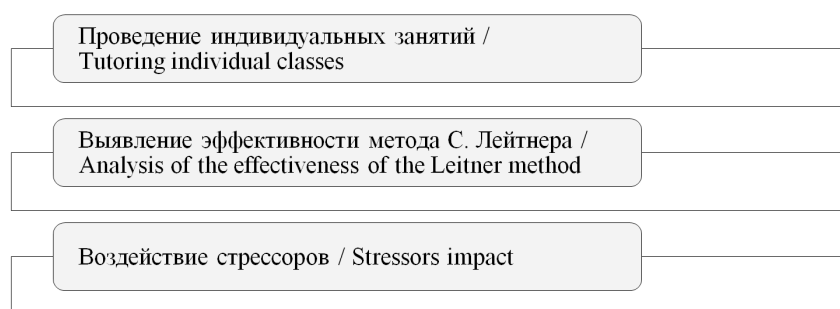 Проведение индивидуальных занятий /
Tutoring individual classes
Выявление эффективности метода С. Лейтнера /
Analysis of the effectiveness of the Leitner method
Воздействие стрессоров / Stressors impact